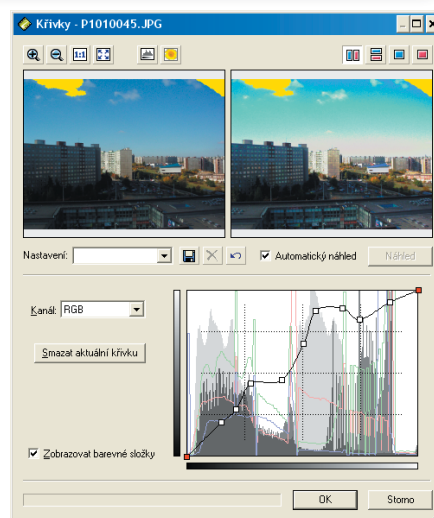 Křivky - P1010045.JPG
1:1
Nastavení:
Automatický náhled
Náhled
Kanál: RGB
Smazat aktuální křivku
Zobrazovat barevné složky
OK
Storno